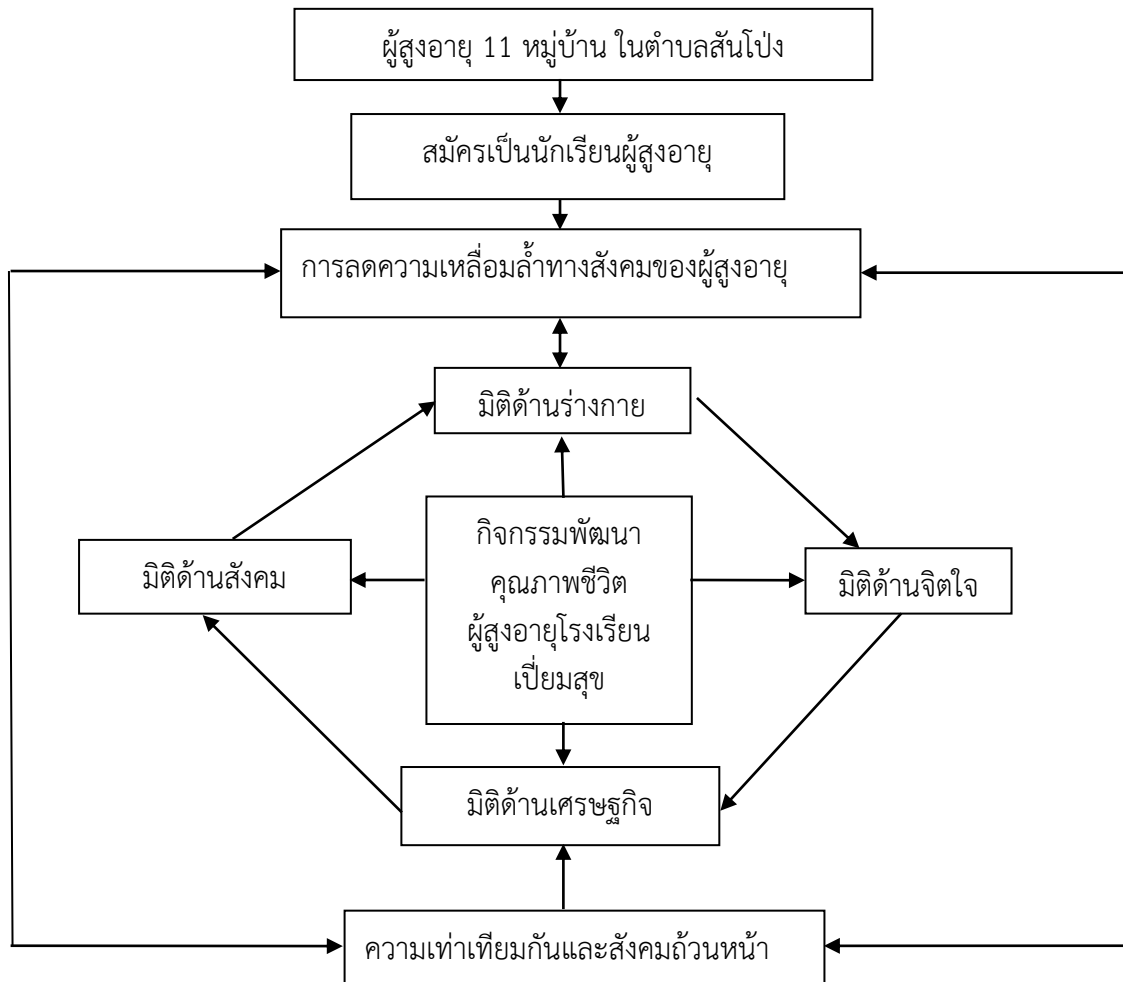 ผู้สูงอายุ 11 หมู่บ้าน ในตำบลสันโป่ง
สมัครเป็นนักเรียนผู้สูงอายุ
การลดความเหลื่อมล้ำทางสังคมของผู้สูงอายุ
มิติด้านร่างกาย
มิติด้านสังคม
กิจกรรมพัฒนา
คุณภาพชีวิต
ผู้สูงอายุโรงเรียน
เปี่ยมสุข
มิติด้านจิตใจ
มิติด้านเศรษฐกิจ
ความเท่าเทียมกันและสังคมถ้วนหน้า